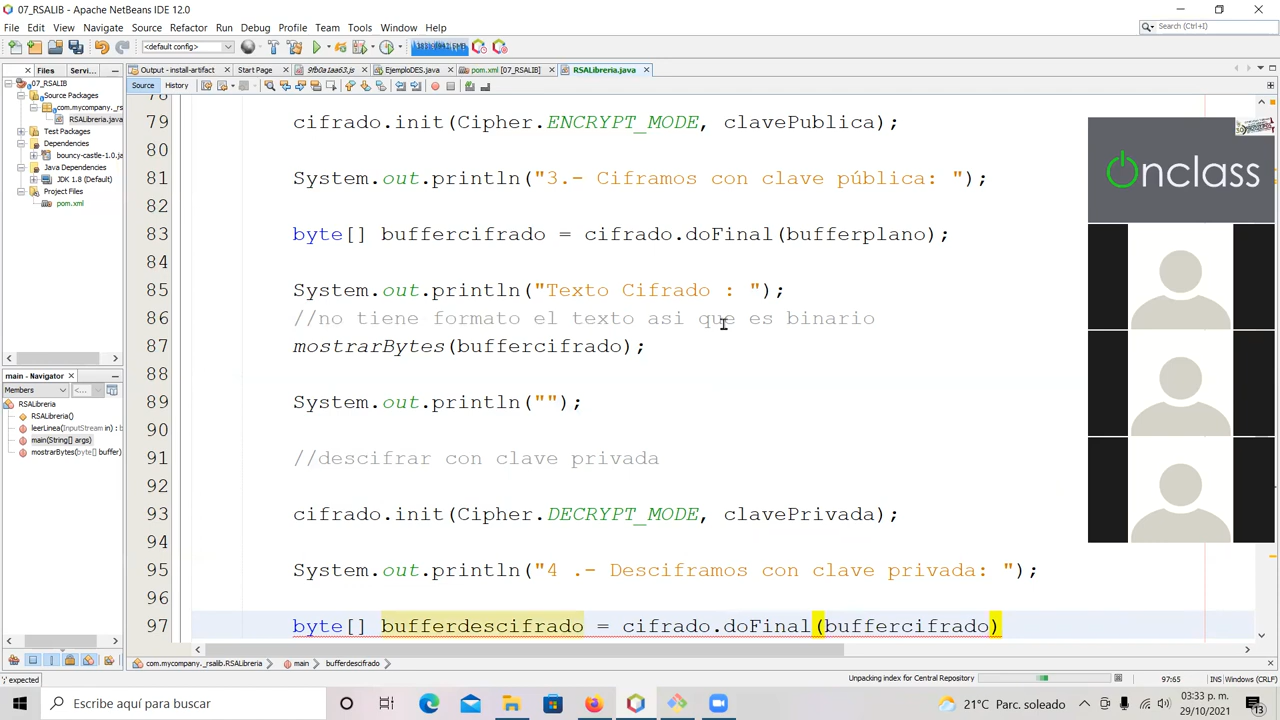 07_RSALIB - Apache NetBeans IDE 12.0
File Edit View Navigate Source Refactor Run Debug Profile Team Tools Window Help
Search (Ctrl+I)
<default config>
Files Servi...
Output - install-artifact Start Page 9fb0a1aa63.js EjemploDES.java pom.xml [07_RSALIB] RSALibreria.java
Source History
07_RSALIB
Source Packages
com.mycompany._rs
RSALibreria.java
Test Packages
Dependencies
bouncy-castle-1.0.ja
Java Dependencies
JDK 1.8 (Default)
Project Files
pom.xml
main - Navigator
Members <...
RSALibreria
RSALibreria()
leerLinea(InputStream in) : b
main(String[] args)
mostrarBytes(byte[] buffer)
78
79 cifrado.init(Cipher.ENCRYPT_MODE, clavePublica);
80
81 System.out.println("3.- Ciframos con clave pública: ");
82
83 byte[] buffercifrado = cifrado.doFinal(bufferplano);
84
85 System.out.println("Texto Cifrado : ");
86 //no tiene formato el texto asi que es binario
87 mostrarBytes(buffercifrado);
88
89 System.out.println("");
90
91 //descifrar con clave privada
92
93 cifrado.init(Cipher.DECRYPT_MODE, clavePrivada);
94
95 System.out.println("4 .- Desciframos con clave privada: ");
96
97 byte[] bufferdescifrado = cifrado.doFinal(buffercifrado)
onclass
com.mycompany._rsalib.RSALibreria main bufferdescifrado
';' expected
Unpacking index for Central Repository
97:65 INS Windows (CRLF)
Escribe aquí para buscar
21°C Parc. soleado
03:33 p. m.
29/10/2021
13